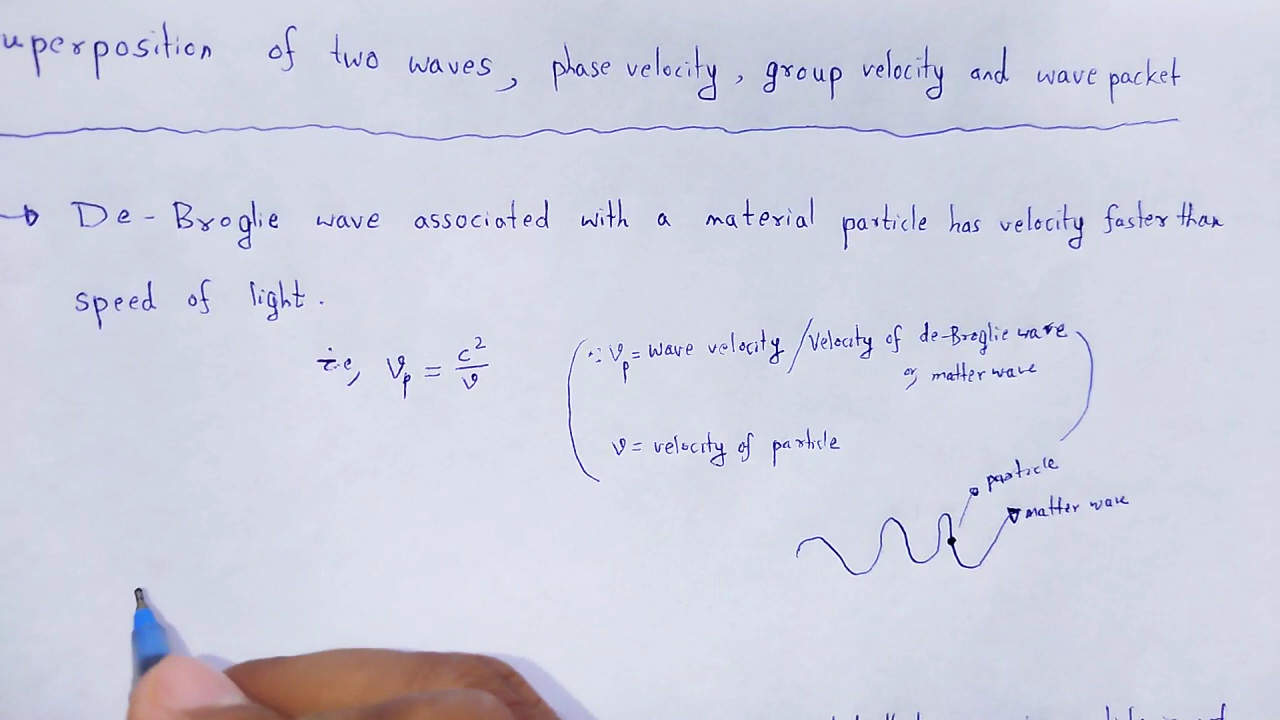 uperposition of two waves, phase velocity, group velocity and wave packet
De-Broglie wave associated with a material particle has velocity faster than
speed of light.
i.e, v_p = c²/v
(∵ v_p = wave velocity / velocity of de-Broglie wave
or matter wave
v = velocity of particle)
particle
matter wave